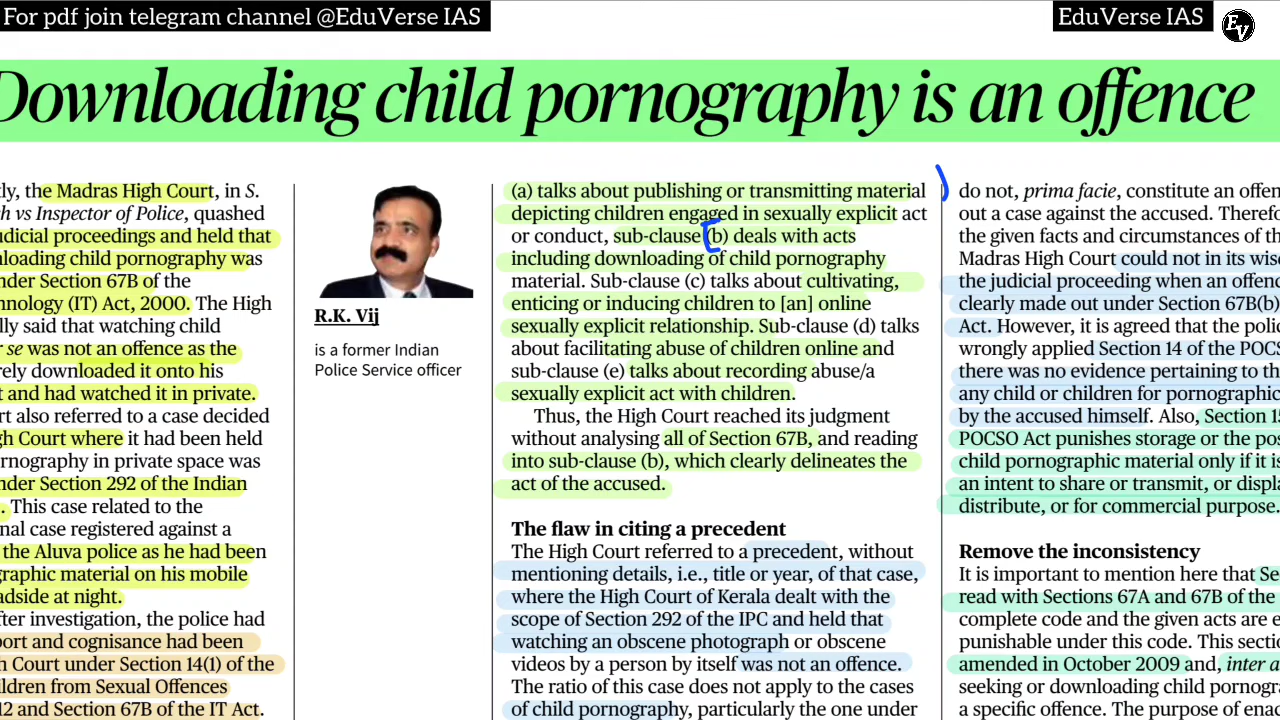 For pdf join telegram channel @EduVerse IAS
EduVerse IAS
EV
Downloading child pornography is an offence
tly, the Madras High Court, in S.
h vs Inspector of Police, quashed
udicial proceedings and held that
nloading child pornography was
nder Section 67B of the
hnology (IT) Act, 2000. The High
lly said that watching child
r se was not an offence as the
rely downloaded it onto his
t and had watched it in private.
rt also referred to a case decided
gh Court where it had been held
rnography in private space was
nder Section 292 of the Indian
. This case related to the
nal case registered against a
the Aluva police as he had been
graphic material on his mobile
adside at night.
fter investigation, the police had
port and cognisance had been
h Court under Section 14(1) of the
ildren from Sexual Offences
12 and Section 67B of the IT Act.
R.K. Vij
is a former Indian
Police Service officer
(a) talks about publishing or transmitting material
depicting children engaged in sexually explicit act
or conduct, sub-clause (b) deals with acts
including downloading of child pornography
material. Sub-clause (c) talks about cultivating,
enticing or inducing children to [an] online
sexually explicit relationship. Sub-clause (d) talks
about facilitating abuse of children online and
sub-clause (e) talks about recording abuse/a
sexually explicit act with children.
Thus, the High Court reached its judgment
without analysing all of Section 67B, and reading
into sub-clause (b), which clearly delineates the
act of the accused.
The flaw in citing a precedent
The High Court referred to a precedent, without
mentioning details, i.e., title or year, of that case,
where the High Court of Kerala dealt with the
scope of Section 292 of the IPC and held that
watching an obscene photograph or obscene
videos by a person by itself was not an offence.
The ratio of this case does not apply to the cases
of child pornography, particularly the one under
do not, prima facie, constitute an offen
out a case against the accused. Therefo
the given facts and circumstances of th
Madras High Court could not in its wise
the judicial proceeding when an offenc
clearly made out under Section 67B(b)
Act. However, it is agreed that the polic
wrongly applied Section 14 of the POCS
there was no evidence pertaining to th
any child or children for pornographic
by the accused himself. Also, Section 15
POCSO Act punishes storage or the pos
child pornographic material only if it is
an intent to share or transmit, or displa
distribute, or for commercial purpose.
Remove the inconsistency
It is important to mention here that Se
read with Sections 67A and 67B of the
complete code and the given acts are e
punishable under this code. This secti
amended in October 2009 and, inter a
seeking or downloading child pornogra
a specific offence. The purpose of enac